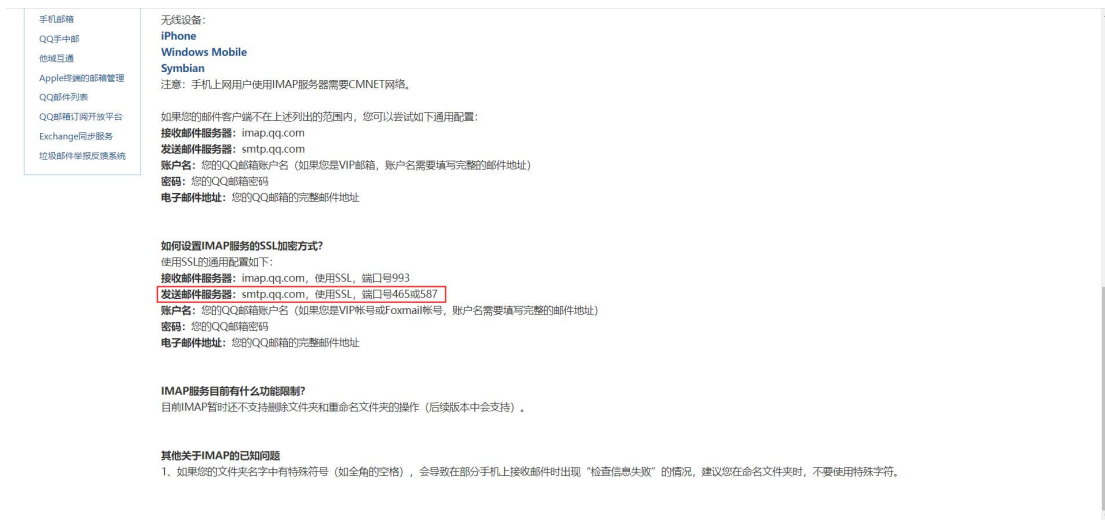 手机邮箱
QQ手中邮
他域互通
Apple终端的邮箱管理
QQ邮件列表
QQ邮箱订阅开放平台
Exchange同步服务
垃圾邮件举报反馈系统
无线设备：
iPhone
Windows Mobile
Symbian
注意：手机上网用户使用IMAP服务器需要CMNET网络。
如果您的邮件客户端不在上述列出的范围内，您可以尝试如下通用配置：
接收邮件服务器：imap.qq.com
发送邮件服务器：smtp.qq.com
账户名：您的QQ邮箱账户名（如果您是VIP邮箱，账户名需要填写完整的邮件地址）
密码：您的QQ邮箱密码
电子邮件地址：您的QQ邮箱的完整邮件地址
如何设置IMAP服务的SSL加密方式？
使用SSL的通用配置如下：
接收邮件服务器：imap.qq.com，使用SSL，端口号993
发送邮件服务器：smtp.qq.com，使用SSL，端口号465或587
账户名：您的QQ邮箱账户名（如果您是VIP帐号或Foxmail帐号，账户名需要填写完整的邮件地址）
密码：您的QQ邮箱密码
电子邮件地址：您的QQ邮箱的完整邮件地址
IMAP服务目前有什么功能限制？
目前IMAP暂时还不支持删除文件夹和重命名文件夹的操作（后续版本中会支持）。
其他关于IMAP的已知问题
1、如果您的文件夹名字中有特殊符号（如全角的空格），会导致在部分手机上接收邮件时出现“检查信息失败”的情况，建议您在命名文件夹时，不要使用特殊字符。